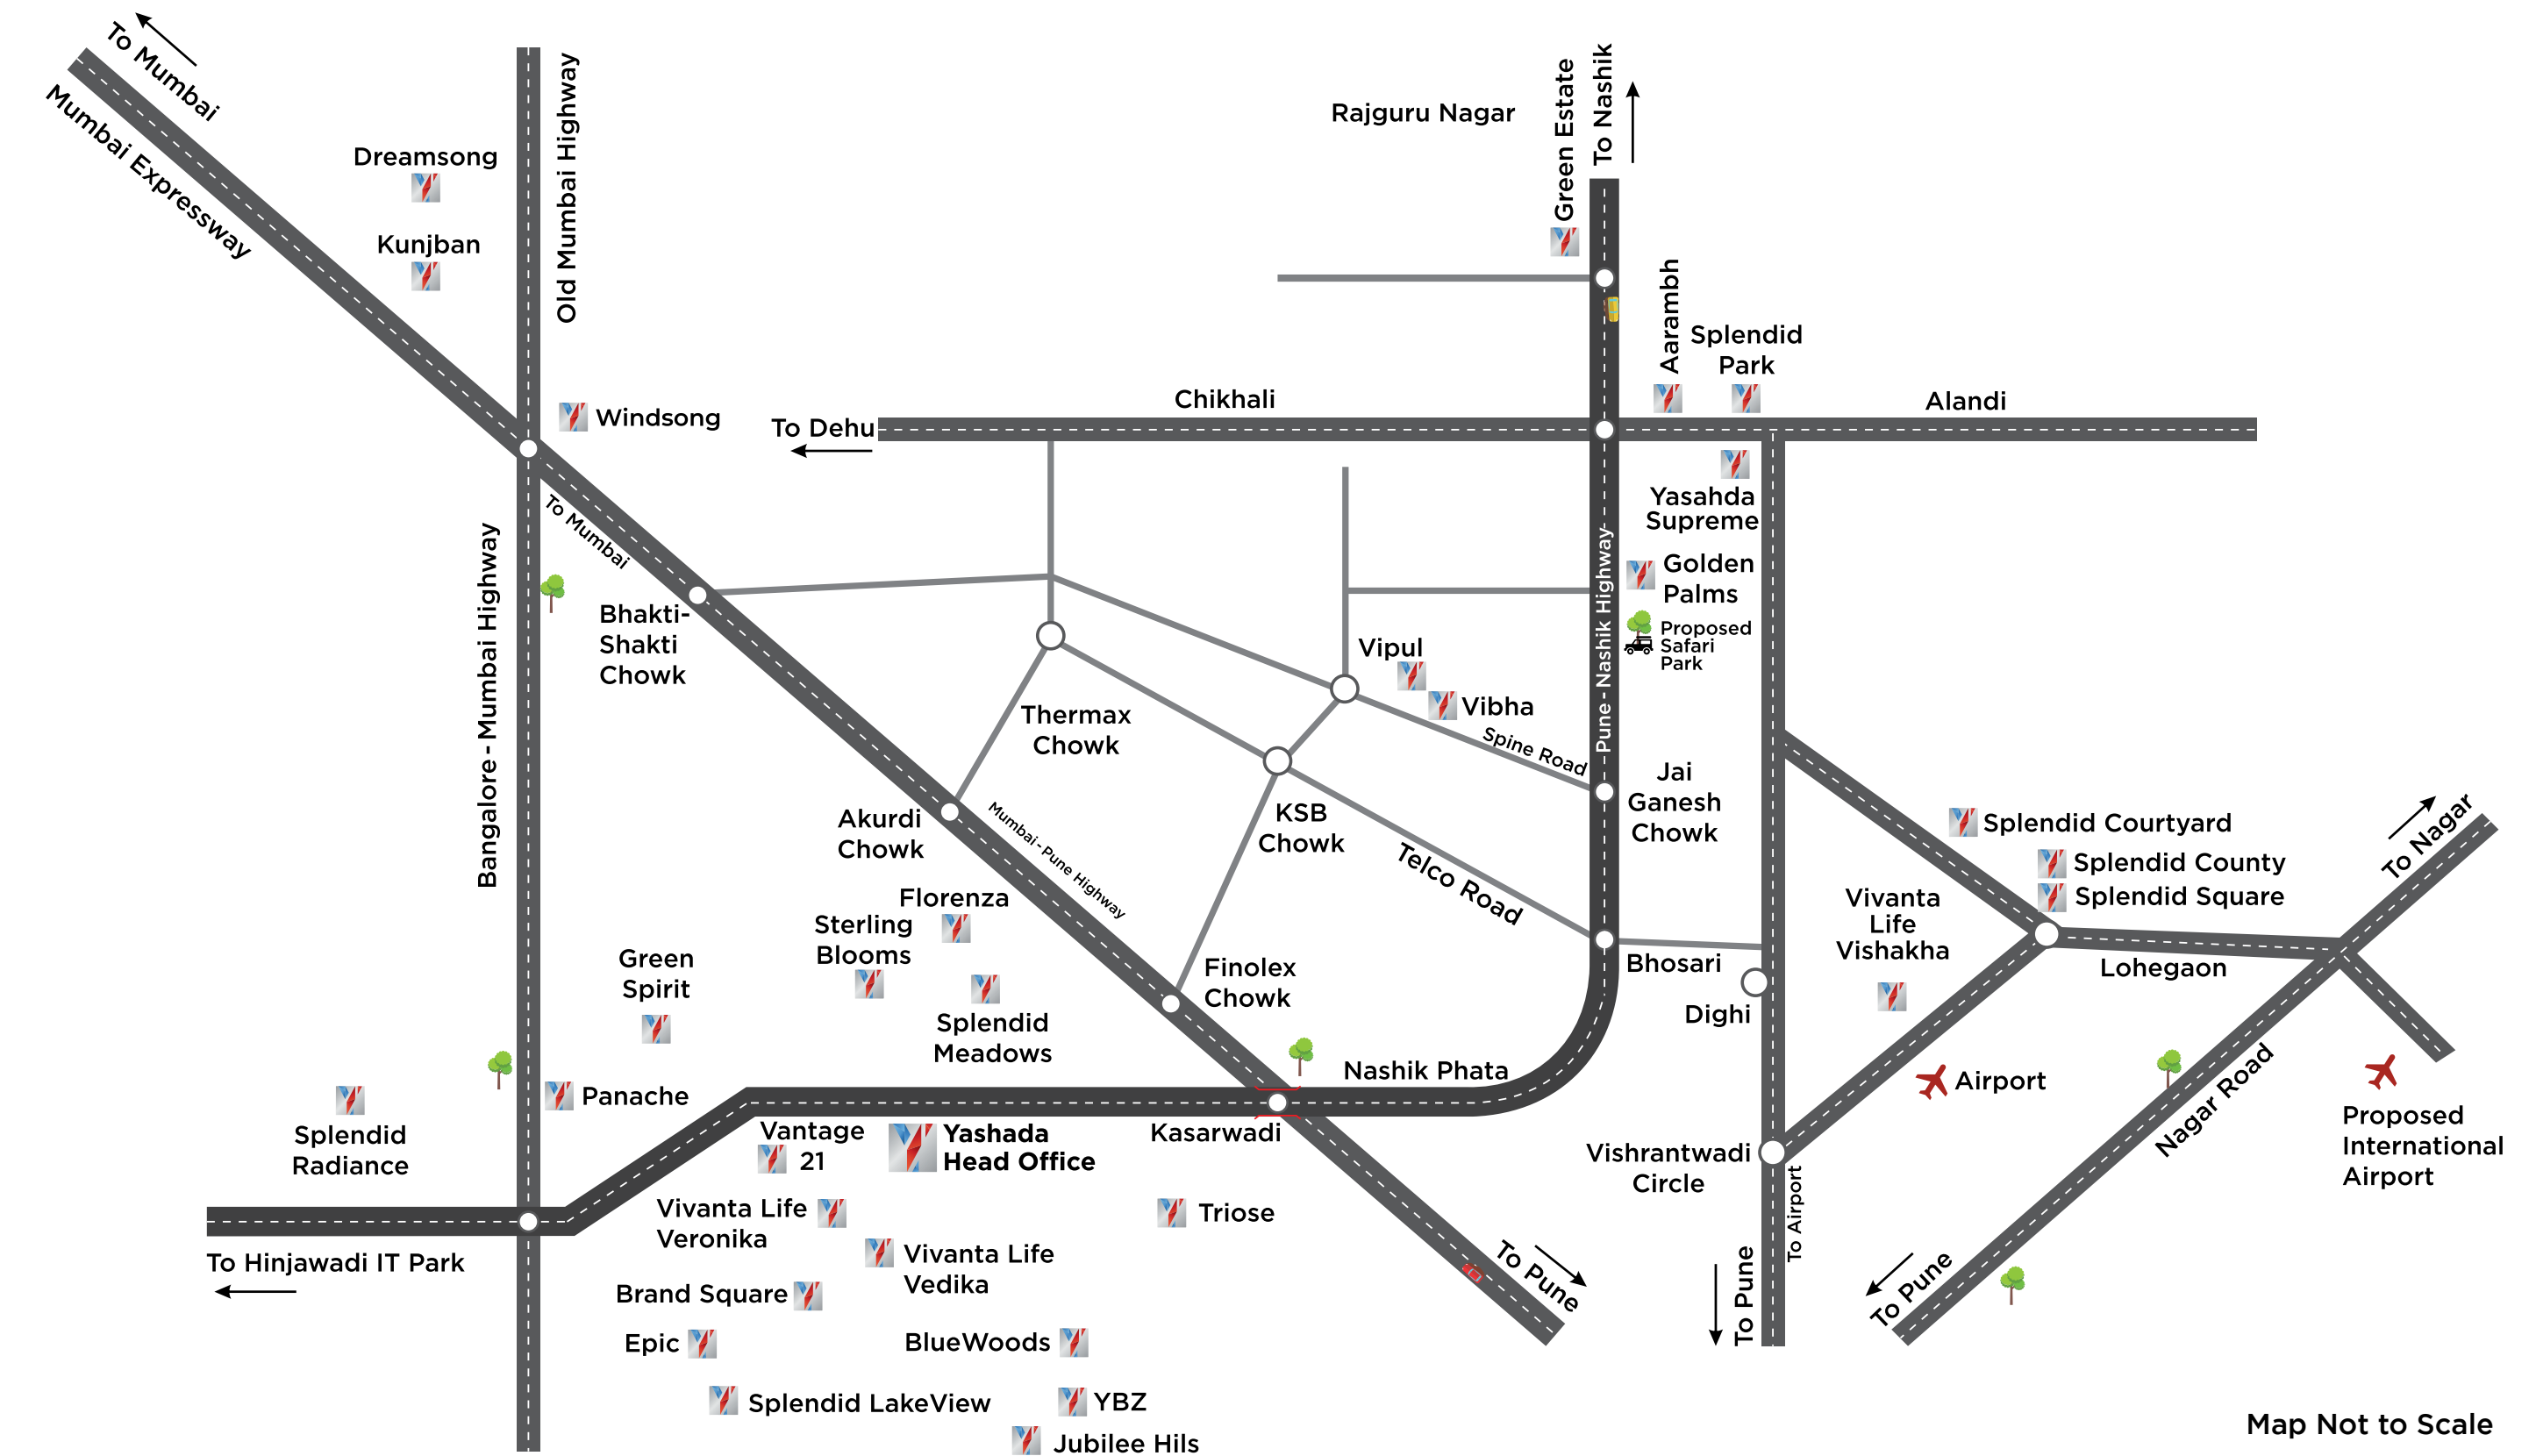 To Mumbai
Mumbai Expressway
Dreamsong
Kunjban
Old Mumbai Highway
Windsong
To Mumbai
Bangalore - Mumbai Highway
Bhakti-
Shakti
Chowk
Rajguru Nagar
Green Estate
To Nashik
Aarambh
Splendid
Park
Chikhali
Alandi
To Dehu
Yasahda
Supreme
Golden
Palms
Proposed
Safari
Park
Pune - Nashik Highway
Vipul
Vibha
Spine Road
Thermax
Chowk
Jai
Ganesh
Chowk
KSB
Chowk
Telco Road
Akurdi
Chowk
Mumbai - Pune Highway
Florenza
Sterling
Blooms
Splendid
Meadows
Finolex
Chowk
Green
Spirit
Panache
Splendid
Radiance
Nashik Phata
Bhosari
Dighi
Splendid Courtyard
Splendid County
Splendid Square
Vivanta
Life
Vishakha
To Nagar
Lohegaon
Airport
Nagar Road
Proposed
International
Airport
Vishrantwadi
Circle
To Airport
To Pune
To Pune
Kasarwadi
Vantage
21
Yashada
Head Office
Vivanta Life
Veronika
Triose
To Pune
To Hinjawadi IT Park
Vivanta Life
Vedika
Brand Square
Epic
BlueWoods
Splendid LakeView
YBZ
Jubilee Hils
Map Not to Scale